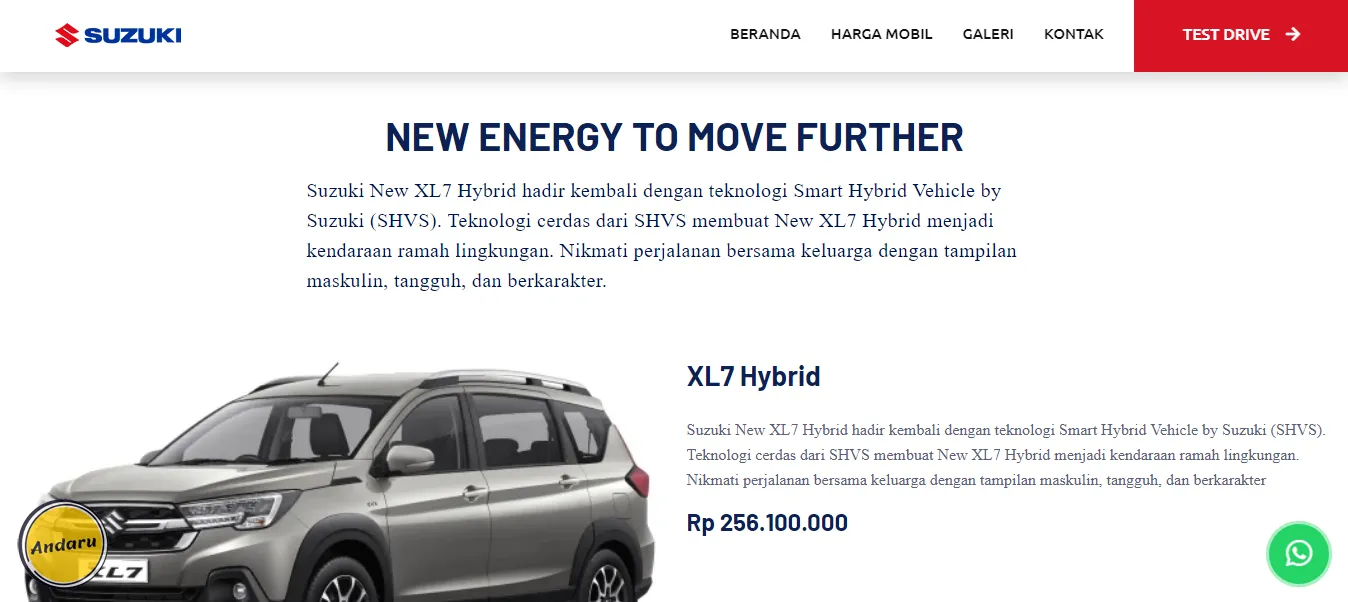 SUZUKI
BERANDA
HARGA MOBIL
GALERI
KONTAK
TEST DRIVE
NEW ENERGY TO MOVE FURTHER
Suzuki New XL7 Hybrid hadir kembali dengan teknologi Smart Hybrid Vehicle by
Suzuki (SHVS). Teknologi cerdas dari SHVS membuat New XL7 Hybrid menjadi
kendaraan ramah lingkungan. Nikmati perjalanan bersama keluarga dengan tampilan
maskulin, tangguh, dan berkarakter.
XL7 Hybrid
Suzuki New XL7 Hybrid hadir kembali dengan teknologi Smart Hybrid Vehicle by Suzuki (SHVS).
Teknologi cerdas dari SHVS membuat New XL7 Hybrid menjadi kendaraan ramah lingkungan.
Nikmati perjalanan bersama keluarga dengan tampilan maskulin, tangguh, dan berkarakter
Rp 256.100.000
Andaru
XL7